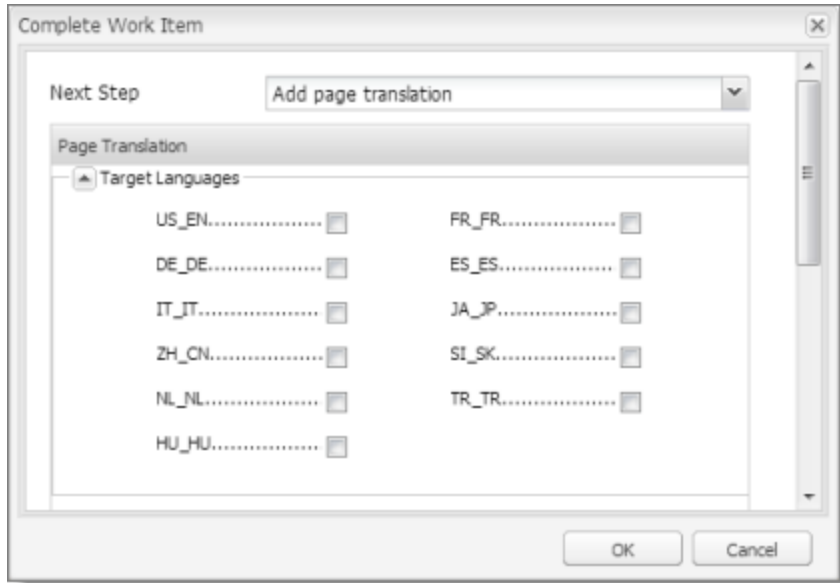 Complete Work Item
Next Step Add page translation
Page Translation
Target Languages
US_EN.................... FR_FR....................
DE_DE.................... ES_ES....................
IT_IT.................... JA_JP....................
ZH_CN.................... SI_SK....................
NL_NL.................... TR_TR....................
HU_HU....................
OK Cancel